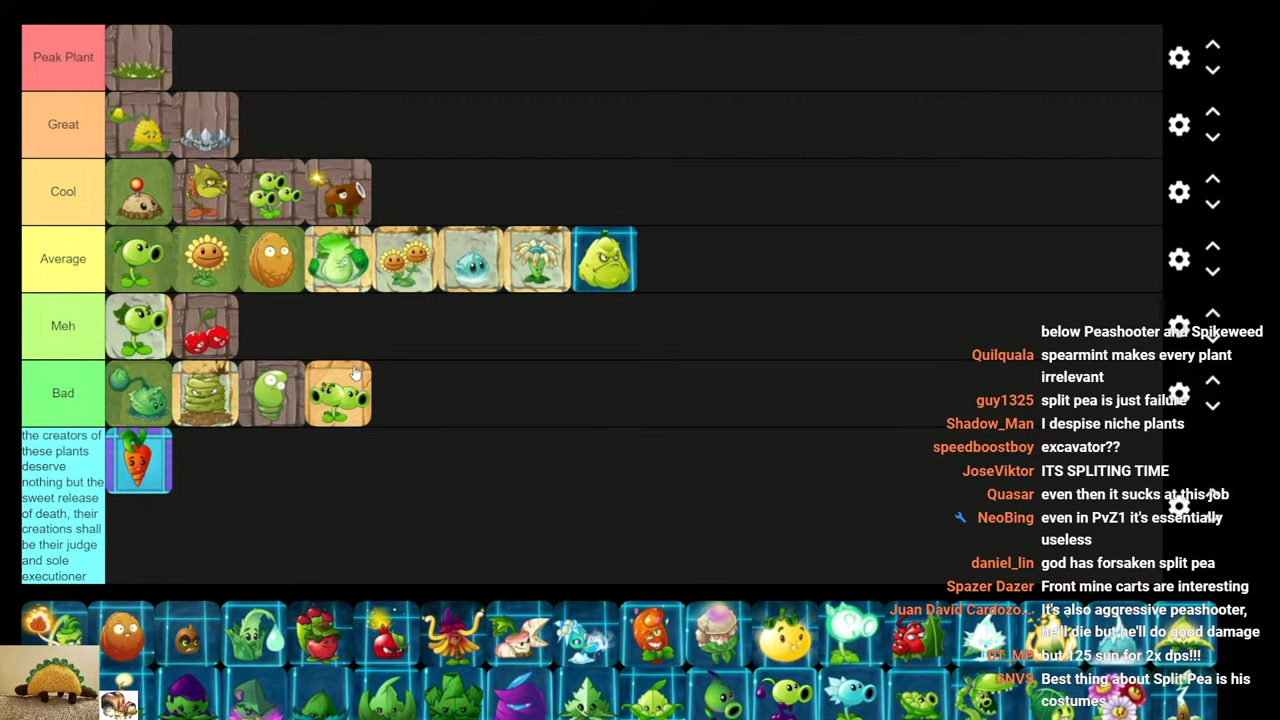 Peak Plant
Great
Cool
Average
Meh
Bad
the creators of
these plants
deserve
nothing but the
sweet release
of death, their
creations shall
be their judge
and sole
executioner
below Peashooter and Spikeweed
Quilquala spearmint makes every plant
irrelevant
guy1325 split pea is just failure
Shadow_Man I despise niche plants
speedboostboy excavator??
JoseViktor ITS SPLITING TIME
Quasar even then it sucks at this job
NeoBing even in PvZ1 it's essentially
useless
daniel_lin god has forsaken split pea
Spazer Dazer Front mine carts are interesting
Juan David Cardozo... It's also aggressive peashooter,
he'll die but he'll do good damage
but 125 sun for 2x dps!!!
GNVS Best thing about Split Pea is his
costumes